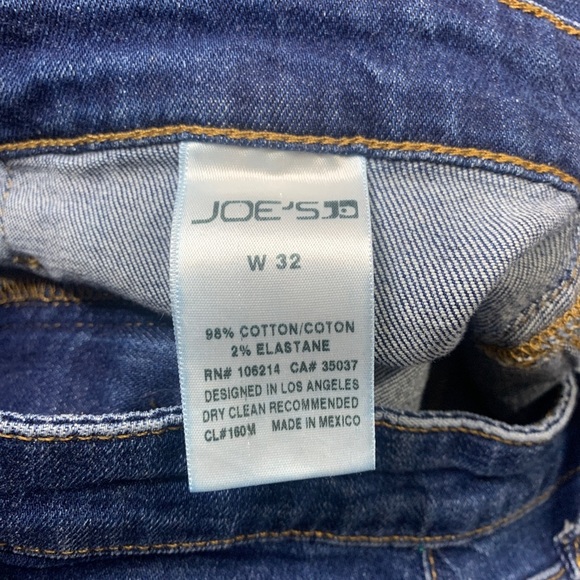 JOE'S
W 32
98% COTTON/COTON
2% ELASTANE
RN# 106214 CA# 35037
DESIGNED IN LOS ANGELES
DRY CLEAN RECOMMENDED
CL#160M MADE IN MEXICO